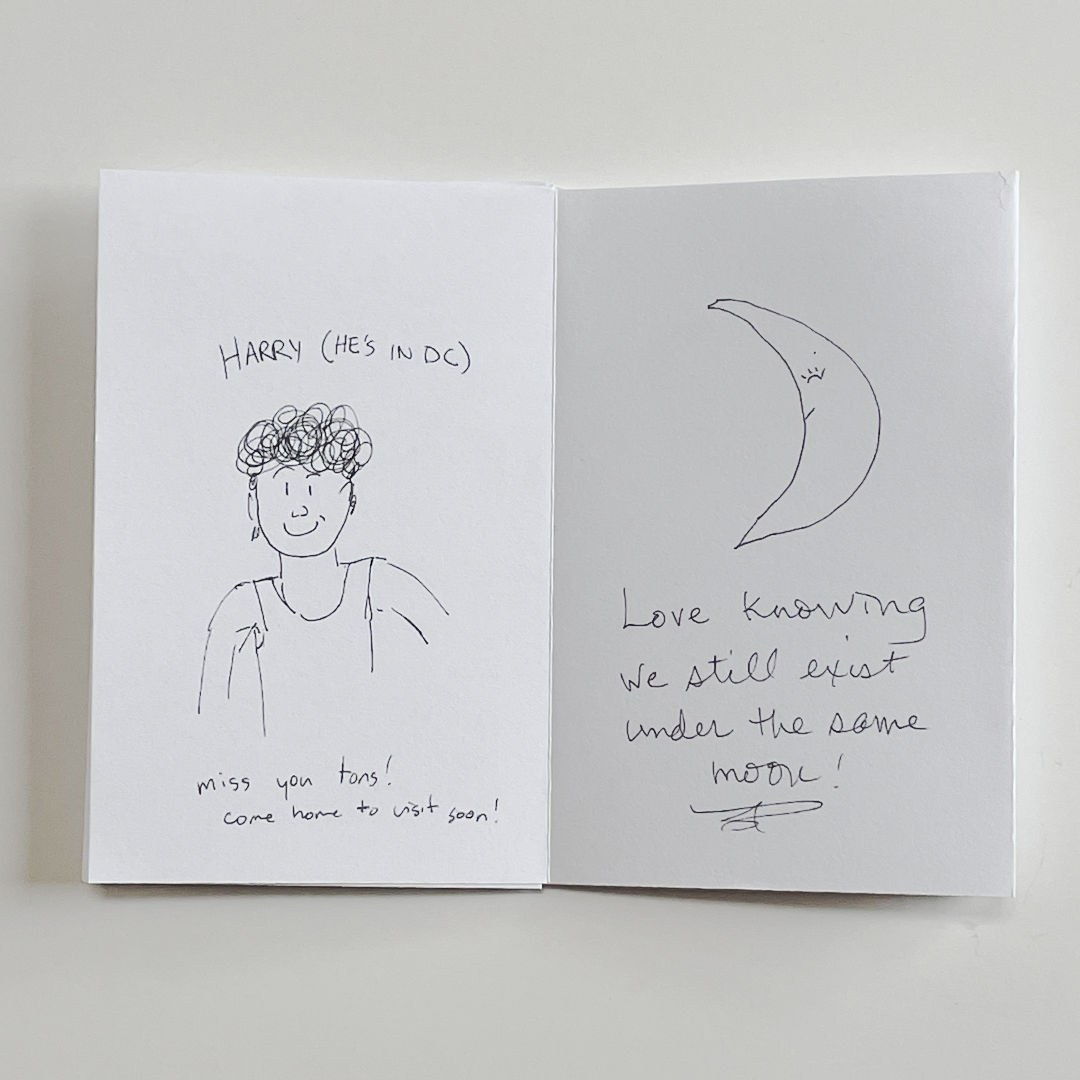 HARRY (HE'S IN DC)
miss you tons!
come home to visit soon!
Love knowing
we still exist
under the same
moon!